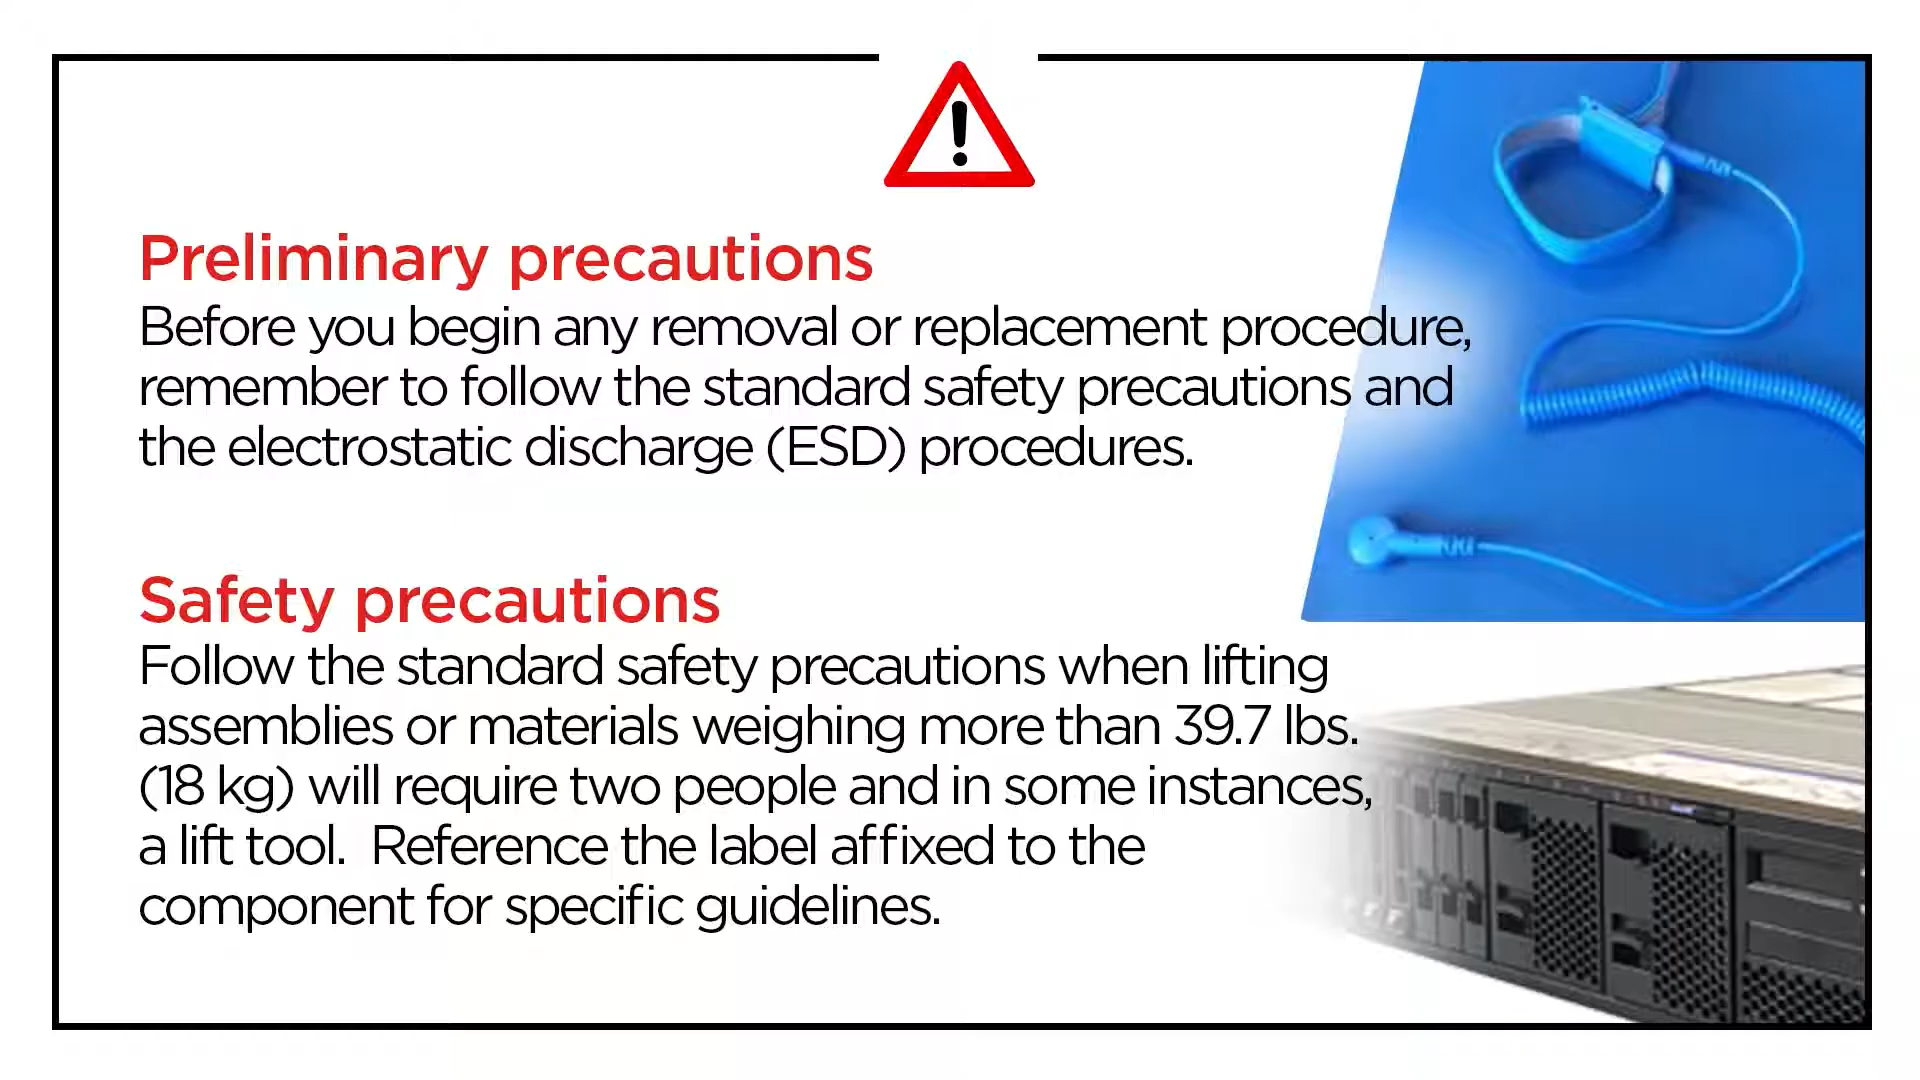 Preliminary precautions
Before you begin any removal or replacement procedure,
remember to follow the standard safety precautions and
the electrostatic discharge (ESD) procedures.
Safety precautions
Follow the standard safety precautions when lifting
assemblies or materials weighing more than 39.7 lbs.
(18 kg) will require two people and in some instances,
a lift tool.  Reference the label affixed to the
component for specific guidelines.